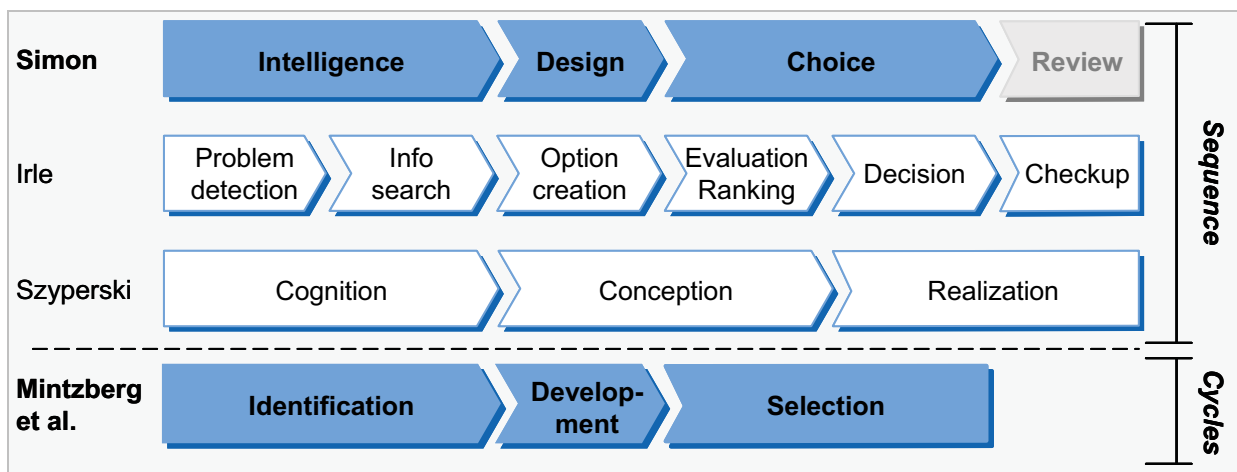 Simon
Intelligence
Design
Choice
Review
Irle
Problem
detection
Info
search
Option
creation
Evaluation
Ranking
Decision
Checkup
Szyperski
Cognition
Conception
Realization
Sequence
Mintzberg
et al.
Identification
Develop-
ment
Selection
Cycles